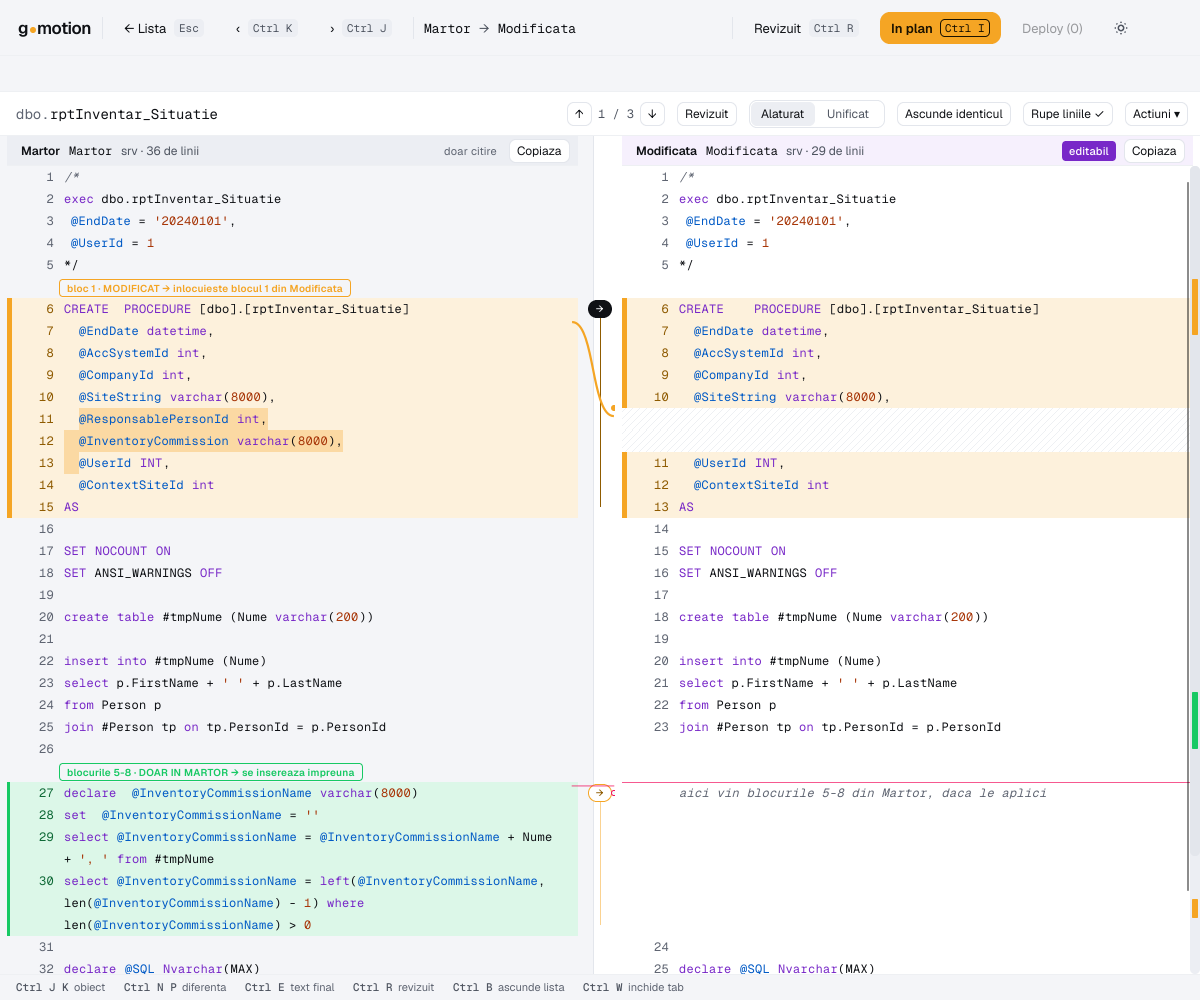 g•motion
← Lista Esc ‹ Ctrl K › Ctrl J Martor → Modificata Revizuit Ctrl R In plan Ctrl I Deploy (0)
dbo.rptInventar_Situatie ↑ 1 / 3 ↓ Revizuit Alaturat Unificat Ascunde identicul Rupe liniile ✓ Actiuni ▾
Martor Martor srv · 36 de linii doar citire Copiaza
1 /*
2 exec dbo.rptInventar_Situatie
3 @EndDate = '20240101',
4 @UserId = 1
5 */
bloc 1 · MODIFICAT → inlocuieste blocul 1 din Modificata
6 CREATE  PROCEDURE [dbo].[rptInventar_Situatie]
7 @EndDate datetime,
8 @AccSystemId int,
9 @CompanyId int,
10 @SiteString varchar(8000),
11 @ResponsablePersonId int,
12 @InventoryCommission varchar(8000),
13 @UserId INT,
14 @ContextSiteId int
15 AS
16
17 SET NOCOUNT ON
18 SET ANSI_WARNINGS OFF
19
20 create table #tmpNume (Nume varchar(200))
21
22 insert into #tmpNume (Nume)
23 select p.FirstName + ' ' + p.LastName
24 from Person p
25 join #Person tp on tp.PersonId = p.PersonId
26
blocurile 5-8 · DOAR IN MARTOR → se insereaza impreuna
27 declare  @InventoryCommissionName varchar(8000)
28 set  @InventoryCommissionName = ''
29 select @InventoryCommissionName = @InventoryCommissionName + Nume
+ ', ' from #tmpNume
30 select @InventoryCommissionName = left(@InventoryCommissionName,
len(@InventoryCommissionName) - 1) where
len(@InventoryCommissionName) > 0
31
32 declare @SQL Nvarchar(MAX)
→
→
Modificata Modificata srv · 29 de linii editabil Copiaza
1 /*
2 exec dbo.rptInventar_Situatie
3 @EndDate = '20240101',
4 @UserId = 1
5 */
6 CREATE    PROCEDURE [dbo].[rptInventar_Situatie]
7 @EndDate datetime,
8 @AccSystemId int,
9 @CompanyId int,
10 @SiteString varchar(8000),
11 @UserId INT,
12 @ContextSiteId int
13 AS
14
15 SET NOCOUNT ON
16 SET ANSI_WARNINGS OFF
17
18 create table #tmpNume (Nume varchar(200))
19
20 insert into #tmpNume (Nume)
21 select p.FirstName + ' ' + p.LastName
22 from Person p
23 join #Person tp on tp.PersonId = p.PersonId
aici vin blocurile 5-8 din Martor, daca le aplici
24
25 declare @SQL Nvarchar(MAX)
Ctrl J K obiect Ctrl N P diferenta Ctrl E text final Ctrl R revizuit Ctrl B ascunde lista Ctrl W inchide tab